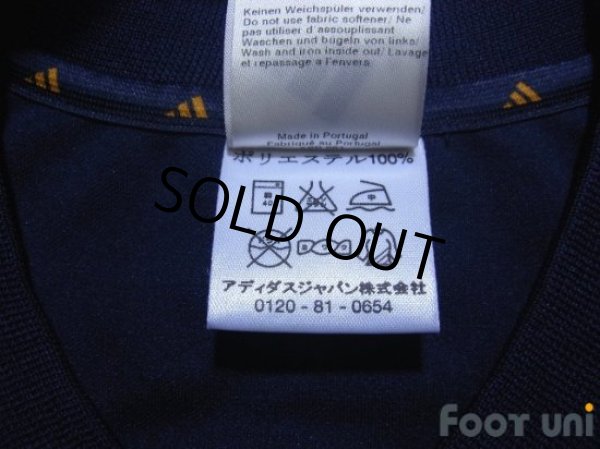 Keinen Weichspüler verwenden/
Do not use fabric softener/ Ne
pas utiliser d'assouplissant
Waschen und bügeln von links/
Wash and iron inside out/ Lavage
et repassage a l'envers
Made in Portugal
Fabriqué au Portugal
ポリエステル100%
40
中
SOLD OUT
アディダスジャパン株式会社
0120 - 81 - 0654
FOOT UNI